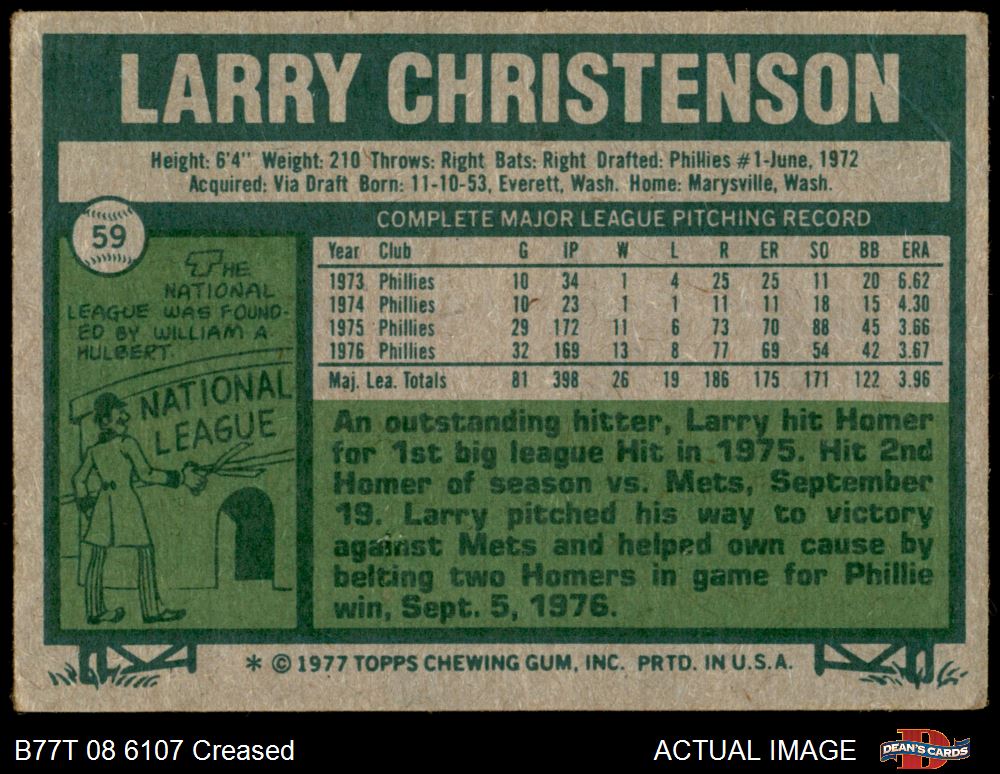 LARRY CHRISTENSON
Height: 6'4" Weight: 210 Throws: Right Bats: Right Drafted: Phillies #1-June, 1972
Acquired: Via Draft Born: 11-10-53, Everett, Wash. Home: Marysville, Wash.
59
THE
NATIONAL
LEAGUE WAS FOUND-
ED BY WILLIAM A.
HULBERT.
NATIONAL
LEAGUE
COMPLETE MAJOR LEAGUE PITCHING RECORD
Year Club G IP W L R ER SO BB ERA
1973 Phillies 10 34 1 4 25 25 11 20 6.62
1974 Phillies 10 23 1 1 11 11 18 15 4.30
1975 Phillies 29 172 11 6 73 70 88 45 3.66
1976 Phillies 32 169 13 8 77 69 54 42 3.67
Maj. Lea. Totals 81 398 26 19 186 175 171 122 3.96
An outstanding hitter, Larry hit Homer
for 1st big league Hit in 1975. Hit 2nd
Homer of season vs. Mets, September
19. Larry pitched his way to victory
against Mets and helped own cause by
belting two Homers in game for Phillie
win, Sept. 5, 1976.
* © 1977 TOPPS CHEWING GUM, INC. PRTD. IN U.S.A.
B77T 08 6107 Creased
ACTUAL IMAGE
DEAN'S CARDS